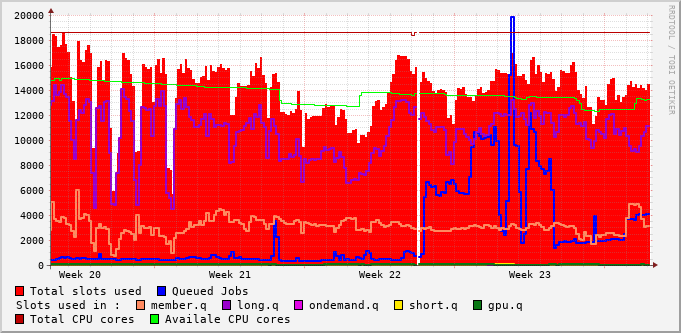 20000
18000
16000
14000
12000
10000
8000
6000
4000
2000
0
Week 20 Week 21 Week 22 Week 23
Total slots used Queued Jobs
Slots used in : member.q long.q ondemand.q short.q gpu.q
Total CPU cores Availale CPU cores
RRDTOOL / TOBI OETIKER